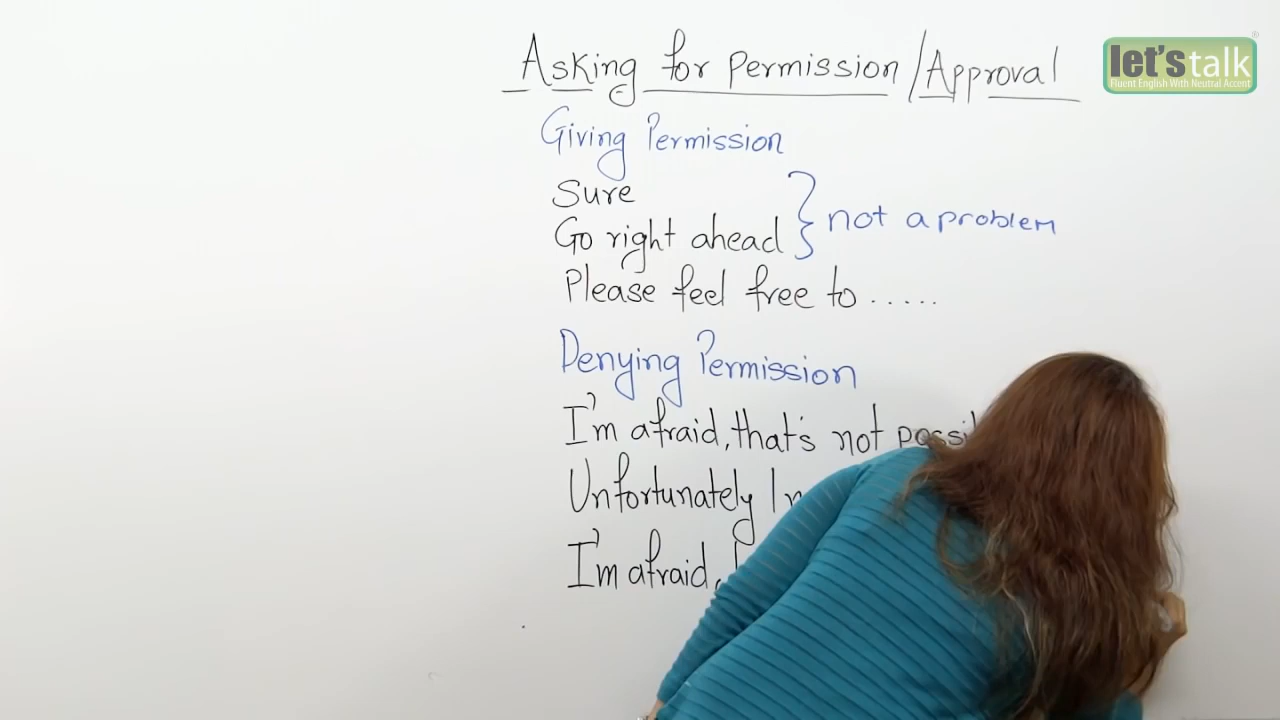 Asking for permission/Approval
let's talk ®
Fluent English With Neutral Accent
Giving Permission
Sure
Go right ahead } not a problem
Please feel free to .....
Denying Permission
I'm afraid, that's not
Unfortunately
I'm afraid,